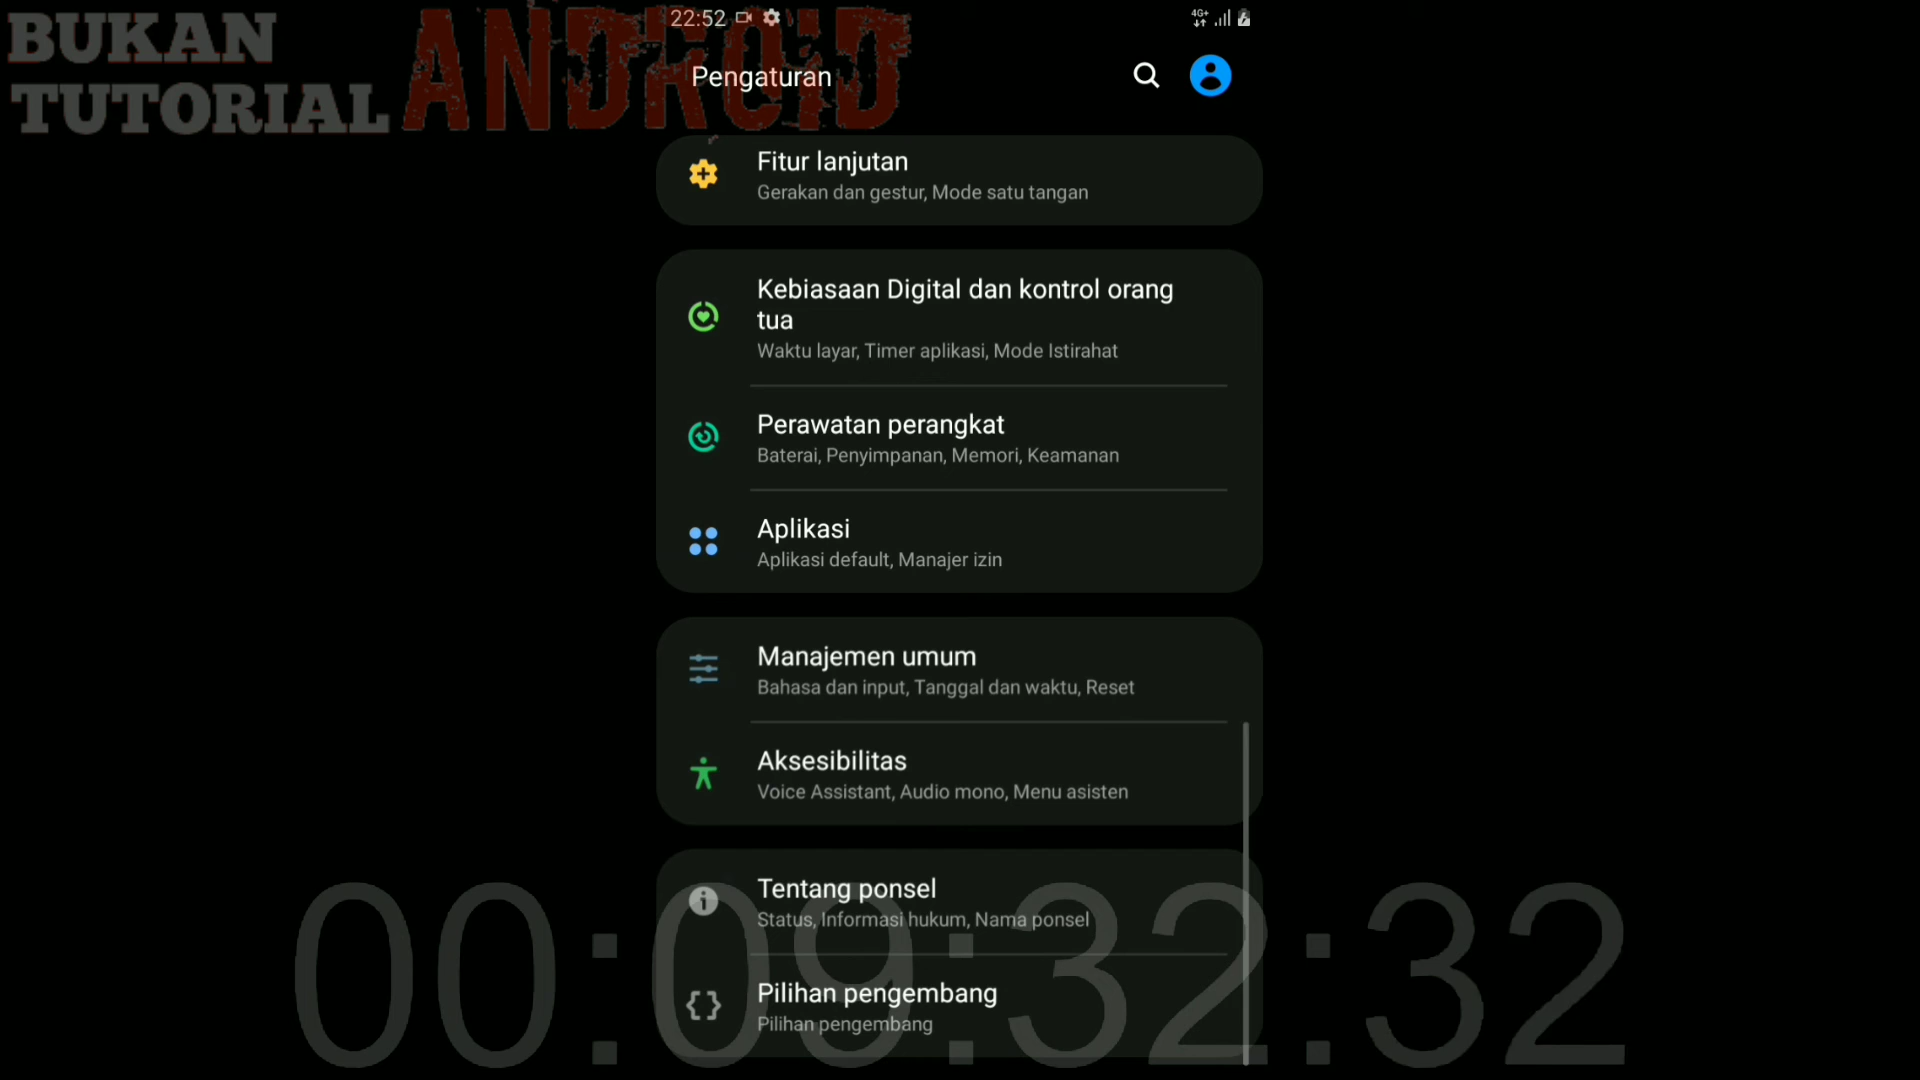 BUKAN
TUTORIAL ANDROID
22:52
4G+
Pengaturan
Fitur lanjutan
Gerakan dan gestur, Mode satu tangan
Kebiasaan Digital dan kontrol orang
tua
Waktu layar, Timer aplikasi, Mode Istirahat
Perawatan perangkat
Baterai, Penyimpanan, Memori, Keamanan
Aplikasi
Aplikasi default, Manajer izin
Manajemen umum
Bahasa dan input, Tanggal dan waktu, Reset
Aksesibilitas
Voice Assistant, Audio mono, Menu asisten
Tentang ponsel
Status, Informasi hukum, Nama ponsel
Pilihan pengembang
Pilihan pengembang
00:09:32:32